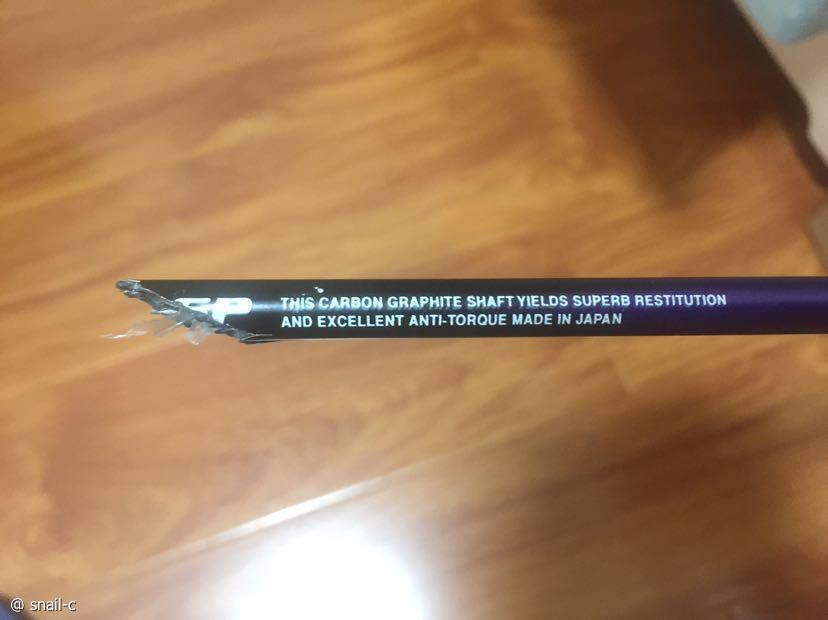 THIS CARBON GRAPHITE SHAFT YIELDS SUPERB RESTITUTION
AND EXCELLENT ANTI-TORQUE MADE IN JAPAN
@ snail-c